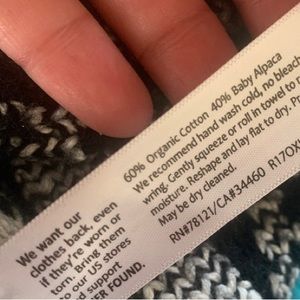 60% Organic Cotton 40% Baby Alpaca
We recommend hand wash cold, no bleach
wring. Gently squeeze or roll in towel to
moisture. Reshape and lay flat to dry.
May be dry cleaned.
RN#78121/CA#34460 R17OX
We want our
clothes back, even
if they're worn or
torn! Bring them
to our US stores
and support
ER FOUND.